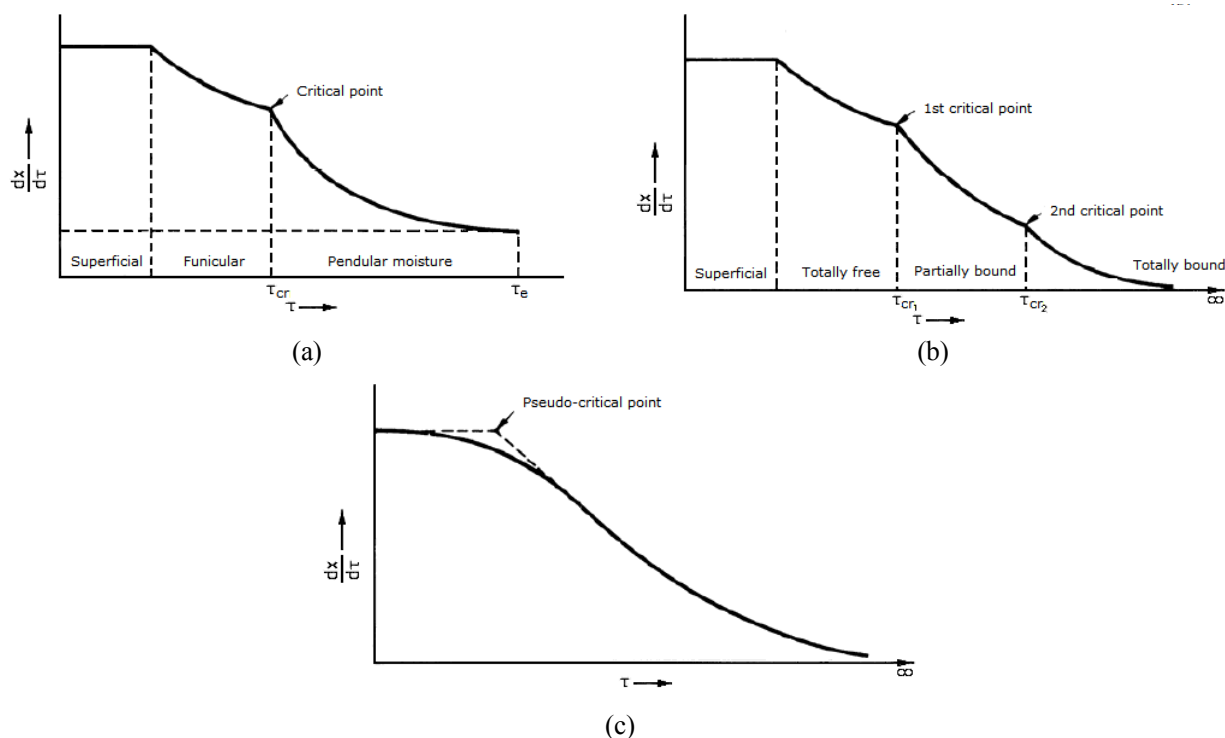 Critical point
dx
dτ
Superficial
Funicular
Pendular moisture
τcr
τe
τ
(a)
1st critical point
2nd critical point
dx
dτ
Superficial
Totally free
Partially bound
Totally bound
τcr1
τcr2
∞
τ
(b)
Pseudo-critical point
dx
dτ
τ
∞
(c)